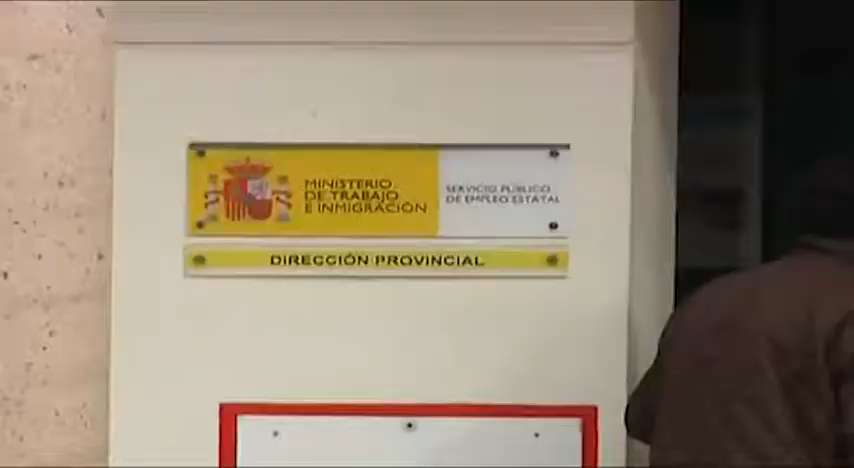 MINISTERIO
DE TRABAJO
E INMIGRACIÓN
SERVICIO PÚBLICO
DE EMPLEO ESTATAL
DIRECCIÓN PROVINCIAL